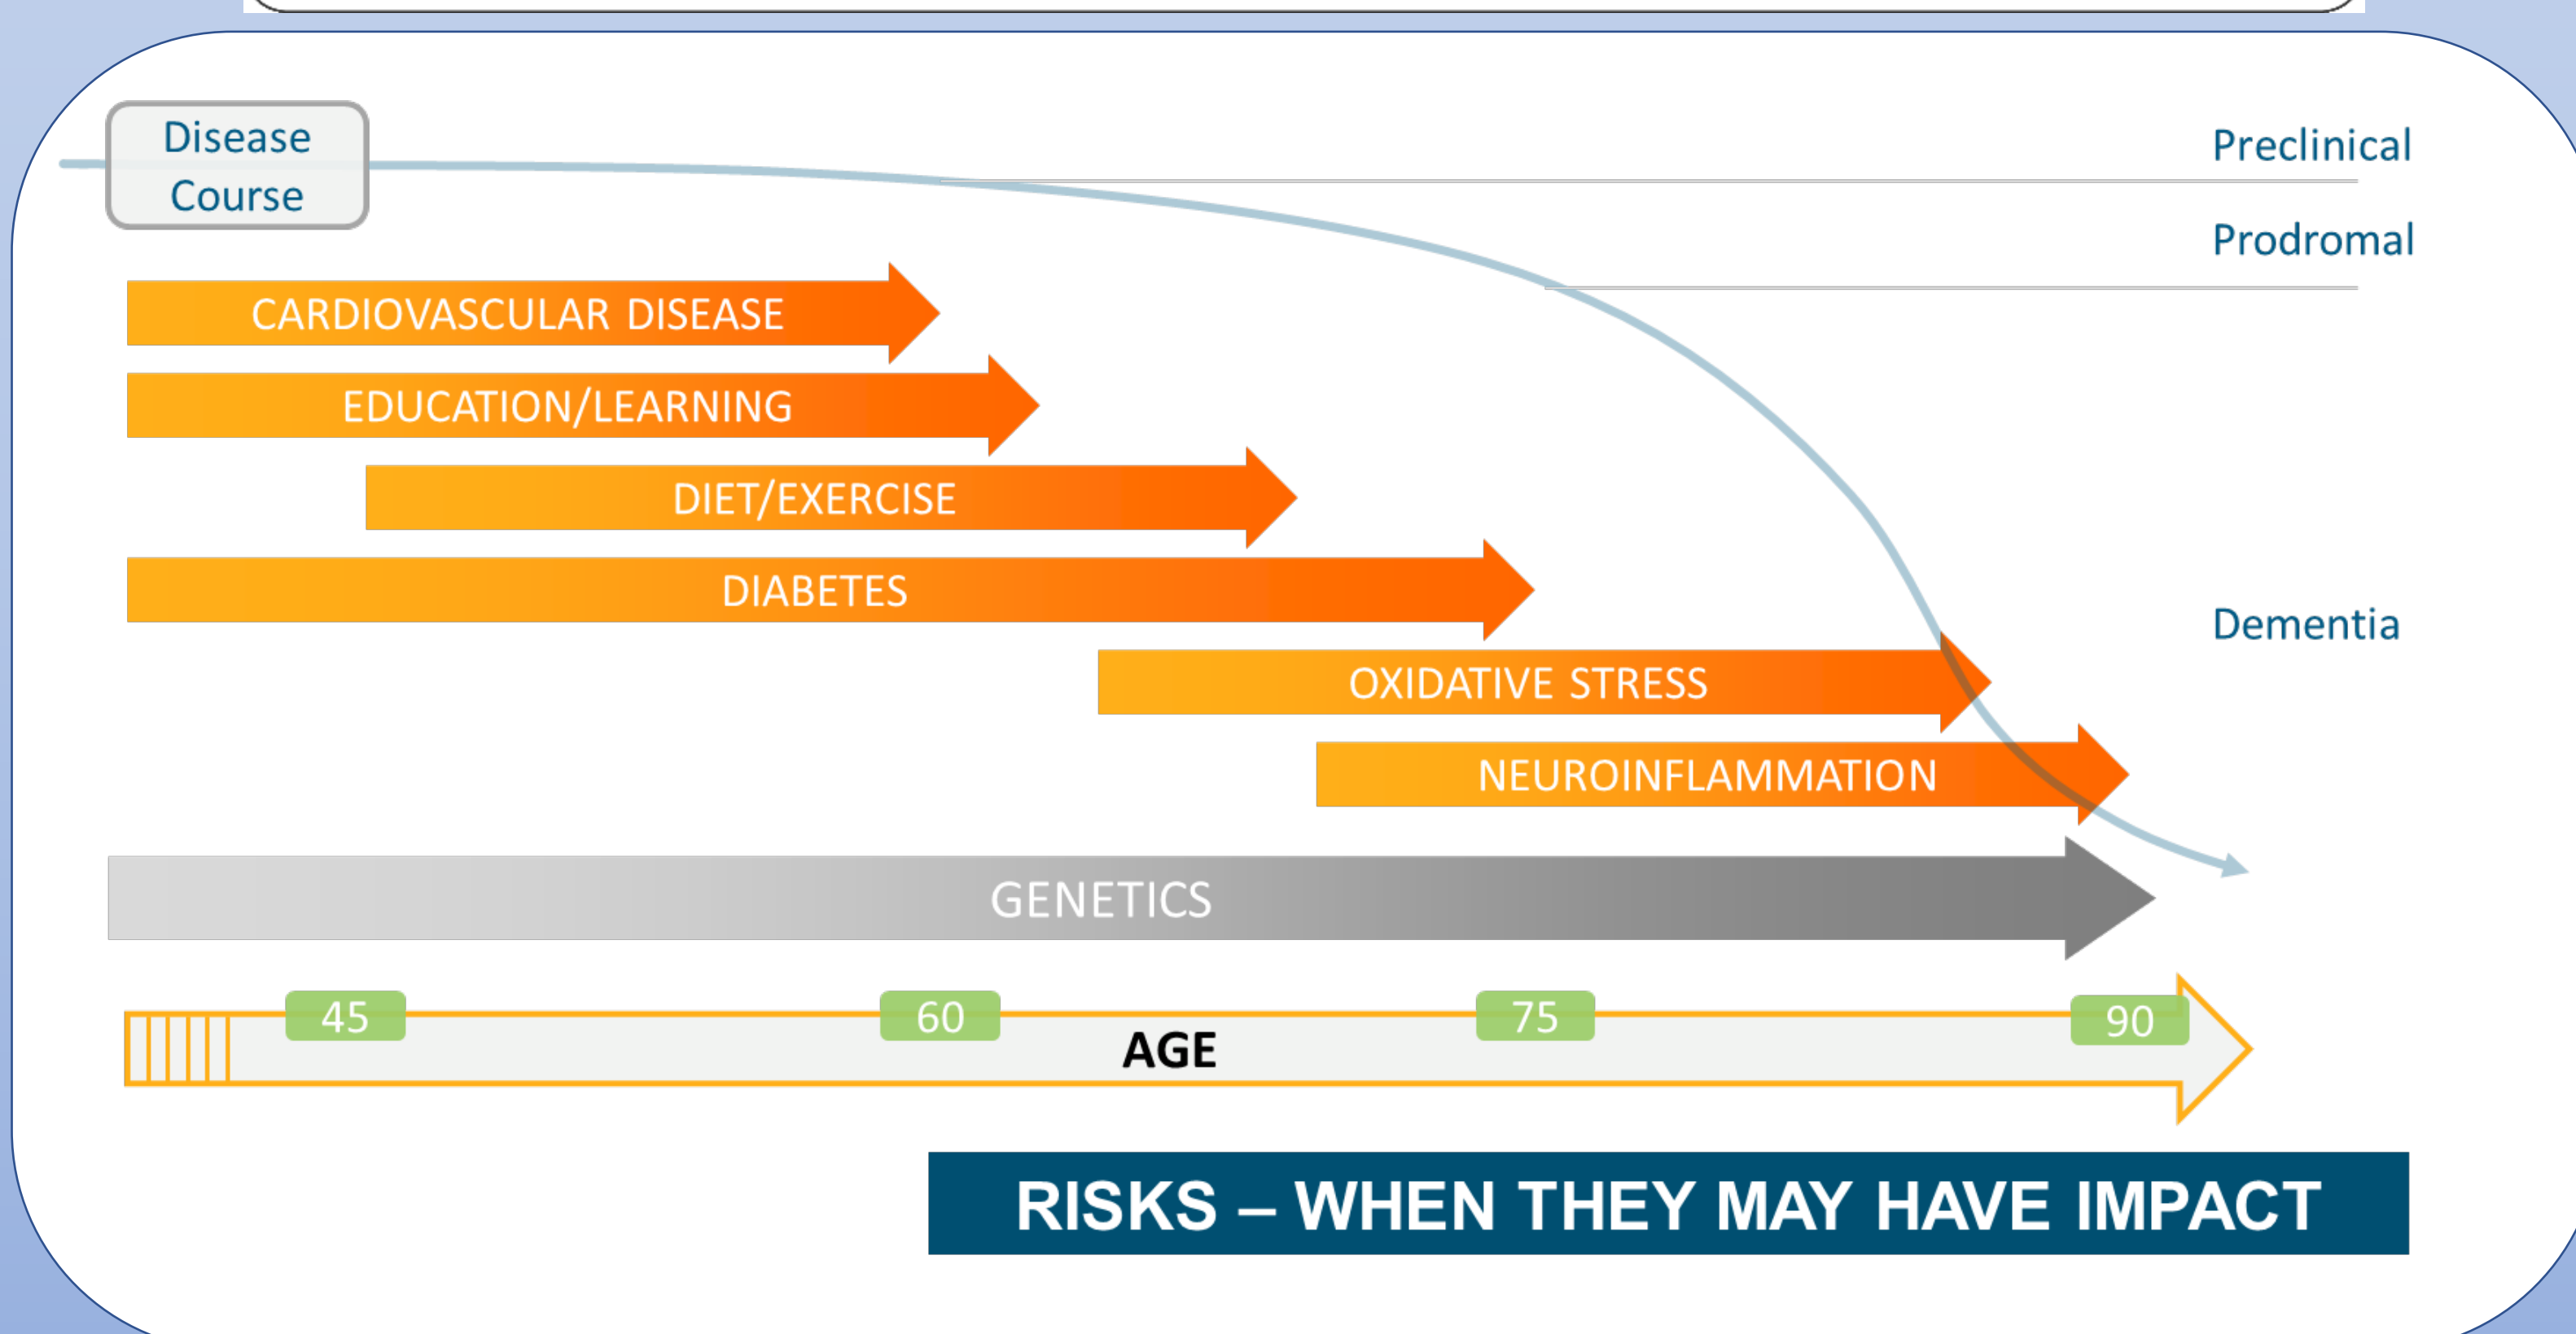 Disease
Course
Preclinical
Prodromal
CARDIOVASCULAR DISEASE
EDUCATION/LEARNING
DIET/EXERCISE
DIABETES
Dementia
OXIDATIVE STRESS
NEUROINFLAMMATION
GENETICS
45 60 75 90
AGE
RISKS – WHEN THEY MAY HAVE IMPACT